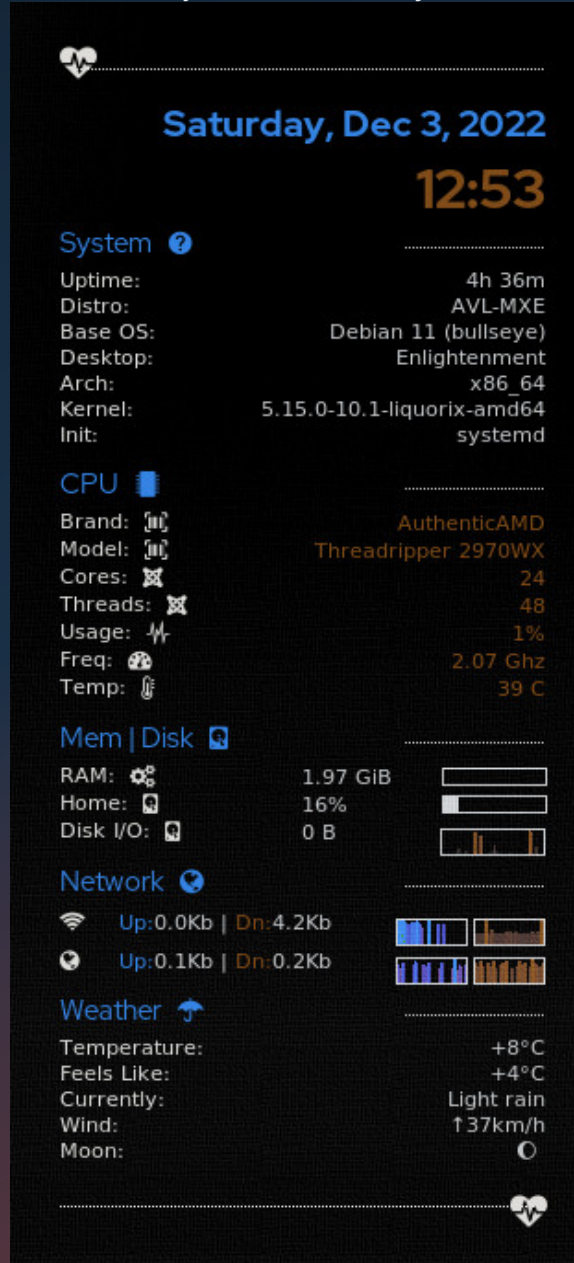 Saturday, Dec 3, 2022
12:53
System
Uptime: 4h 36m
Distro: AVL-MXE
Base OS: Debian 11 (bullseye)
Desktop: Enlightenment
Arch: x86_64
Kernel: 5.15.0-10.1-liquorix-amd64
Init: systemd
CPU
Brand: AuthenticAMD
Model: Threadripper 2970WX
Cores: 24
Threads: 48
Usage: 1%
Freq: 2.07 Ghz
Temp: 39 C
Mem | Disk
RAM: 1.97 GiB
Home: 16%
Disk I/O: 0 B
Network
Up:0.0Kb | Dn:4.2Kb
Up:0.1Kb | Dn:0.2Kb
Weather
Temperature: +8°C
Feels Like: +4°C
Currently: Light rain
Wind: ↑37km/h
Moon: